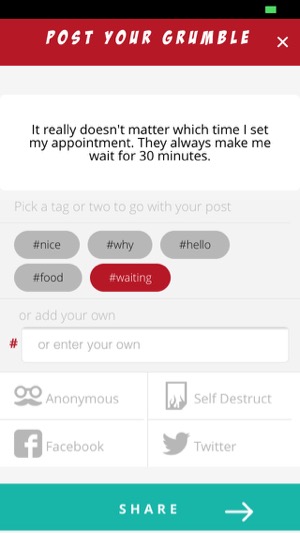 POST YOUR GRUMBLE ×
It really doesn't matter which time I set
my appointment. They always make me
wait for 30 minutes.
Pick a tag or two to go with your post
#nice #why #hello
#food #waiting
or add your own
# or enter your own
Anonymous Self Destruct
Facebook Twitter
SHARE